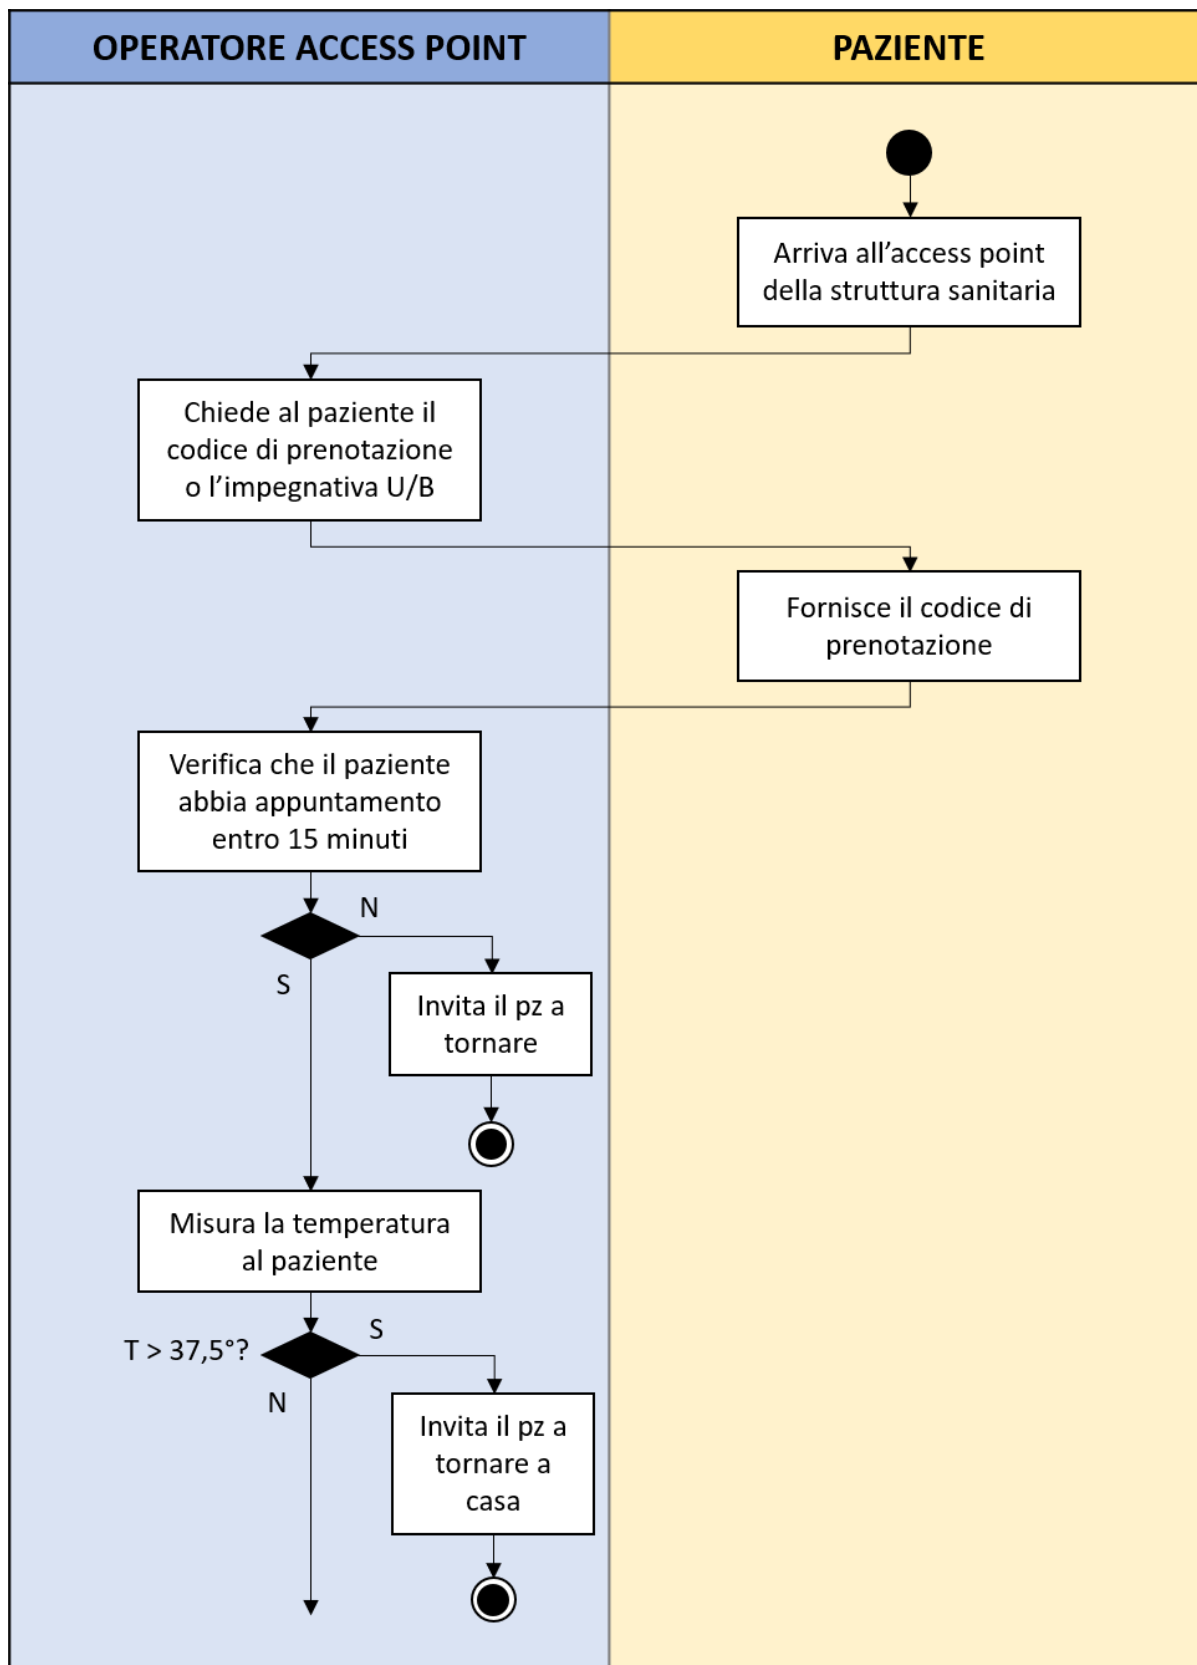 OPERATORE ACCESS POINT
PAZIENTE
Arriva all’access point
della struttura sanitaria
Chiede al paziente il
codice di prenotazione
o l’impegnativa U/B
Fornisce il codice di
prenotazione
Verifica che il paziente
abbia appuntamento
entro 15 minuti
N
S
Invita il pz a
tornare
Misura la temperatura
al paziente
T > 37,5°?
S
N
Invita il pz a
tornare a
casa